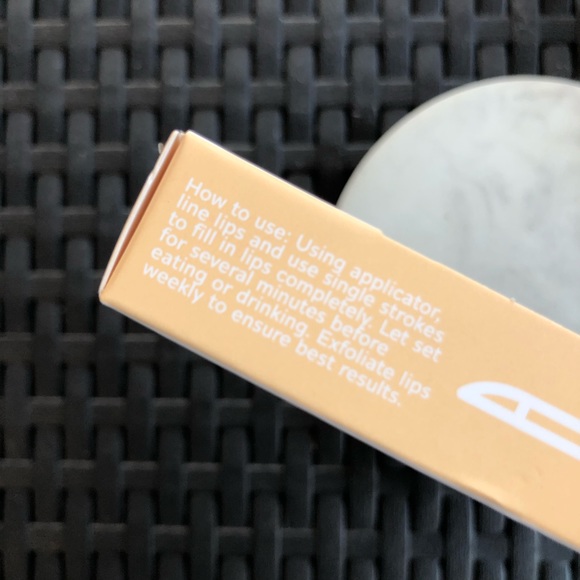 How to use: Using applicator,
line lips and use single strokes
to fill in lips completely. Let set
for several minutes before
eating or drinking. Exfoliate lips
weekly to ensure best results.